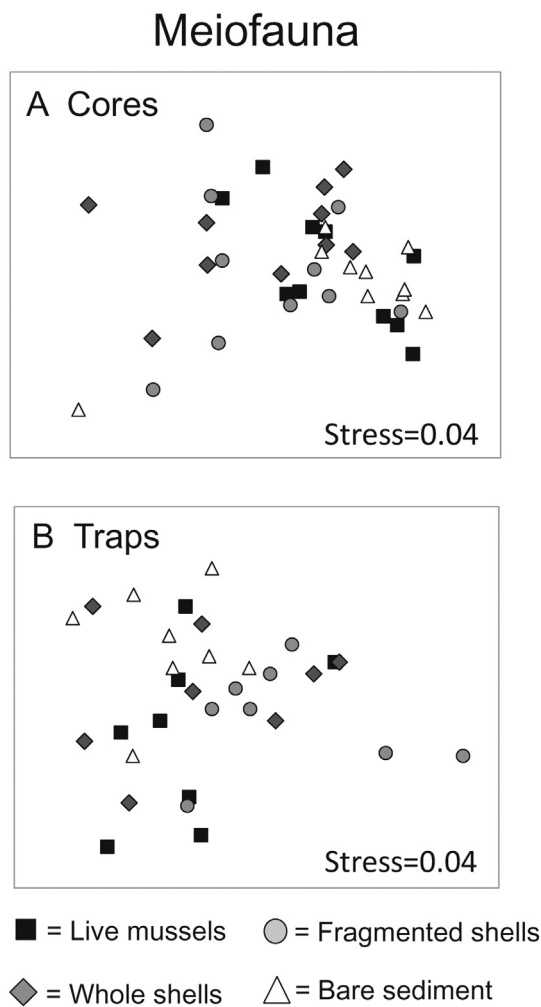 Meiofauna
A Cores
Stress=0.04
B Traps
Stress=0.04
= Live mussels
= Fragmented shells
= Whole shells
= Bare sediment